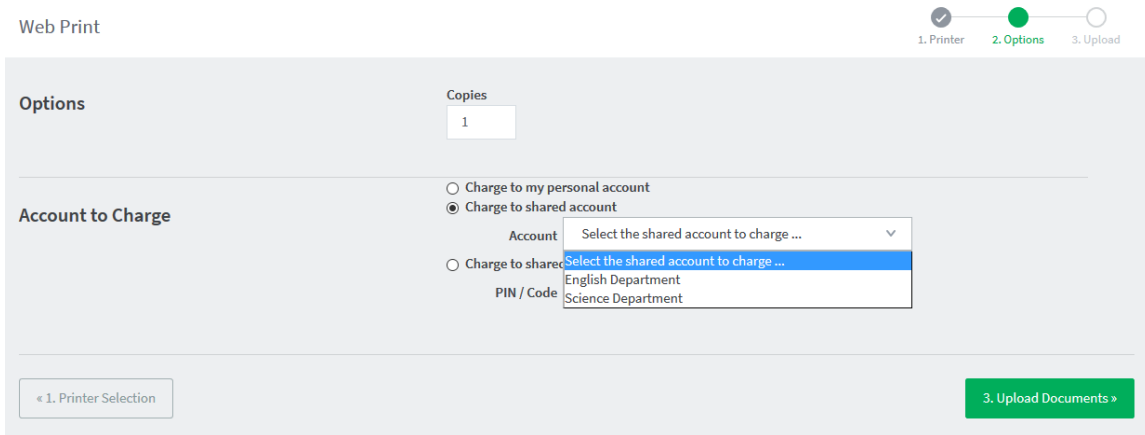 Web Print
1. Printer
2. Options
3. Upload
Options
Copies
1
Account to Charge
Charge to my personal account
Charge to shared account
Account
Select the shared account to charge ...
Select the shared account to charge ...
English Department
Science Department
Charge to shared
PIN / Code
« 1. Printer Selection
3. Upload Documents »